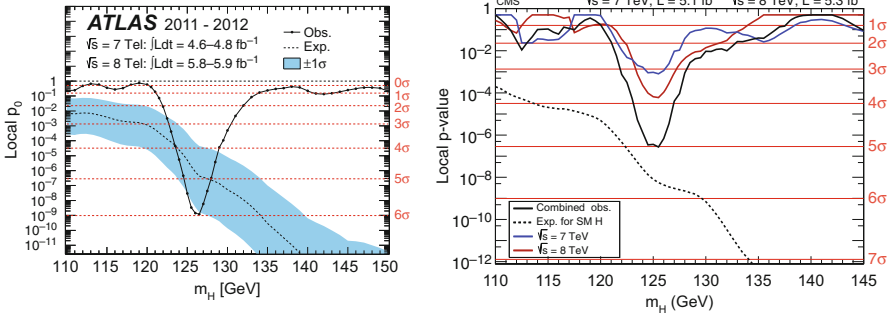 ATLAS 2011 - 2012
√s = 7 Tel: ∫Ldt = 4.6–4.8 fb⁻¹
√s = 8 Tel: ∫Ldt = 5.8–5.9 fb⁻¹
Obs.
Exp.
±1σ
Local p₀
1
10⁻¹
10⁻²
10⁻³
10⁻⁴
10⁻⁵
10⁻⁶
10⁻⁷
10⁻⁸
10⁻⁹
10⁻¹⁰
10⁻¹¹
0σ
1σ
2σ
3σ
4σ
5σ
6σ
110 115 120 125 130 135 140 145 150
m_H [GeV]
CMS √s = 7 TeV, L = 5.1 fb √s = 8 TeV, L = 5.3 fb
Local p-value
1
10⁻²
10⁻⁴
10⁻⁶
10⁻⁸
10⁻¹⁰
10⁻¹²
1σ
2σ
3σ
4σ
5σ
6σ
7σ
Combined obs.
Exp. for SM H
√s = 7 TeV
√s = 8 TeV
110 115 120 125 130 135 140 145
m_H (GeV)